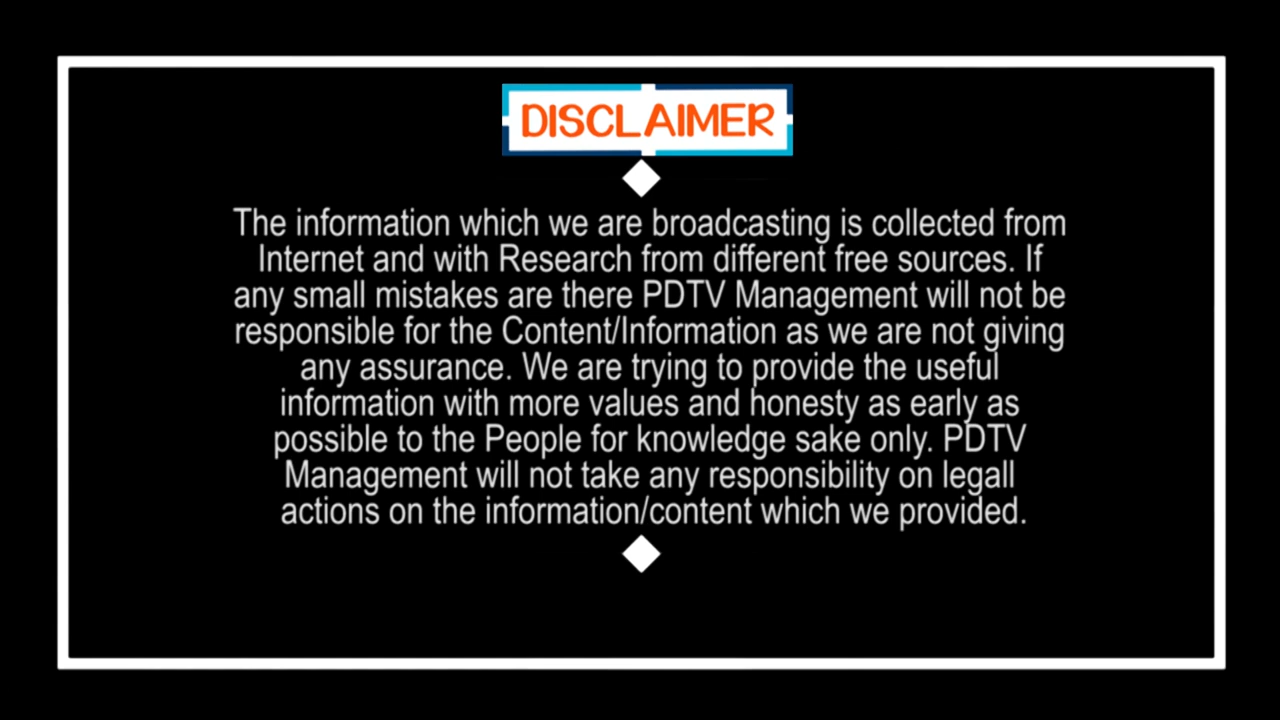 DISCLAIMER
The information which we are broadcasting is collected from
Internet and with Research from different free sources. If
any small mistakes are there PDTV Management will not be
responsible for the Content/Information as we are not giving
any assurance. We are trying to provide the useful
information with more values and honesty as early as
possible to the People for knowledge sake only. PDTV
Management will not take any responsibility on legall
actions on the information/content which we provided.